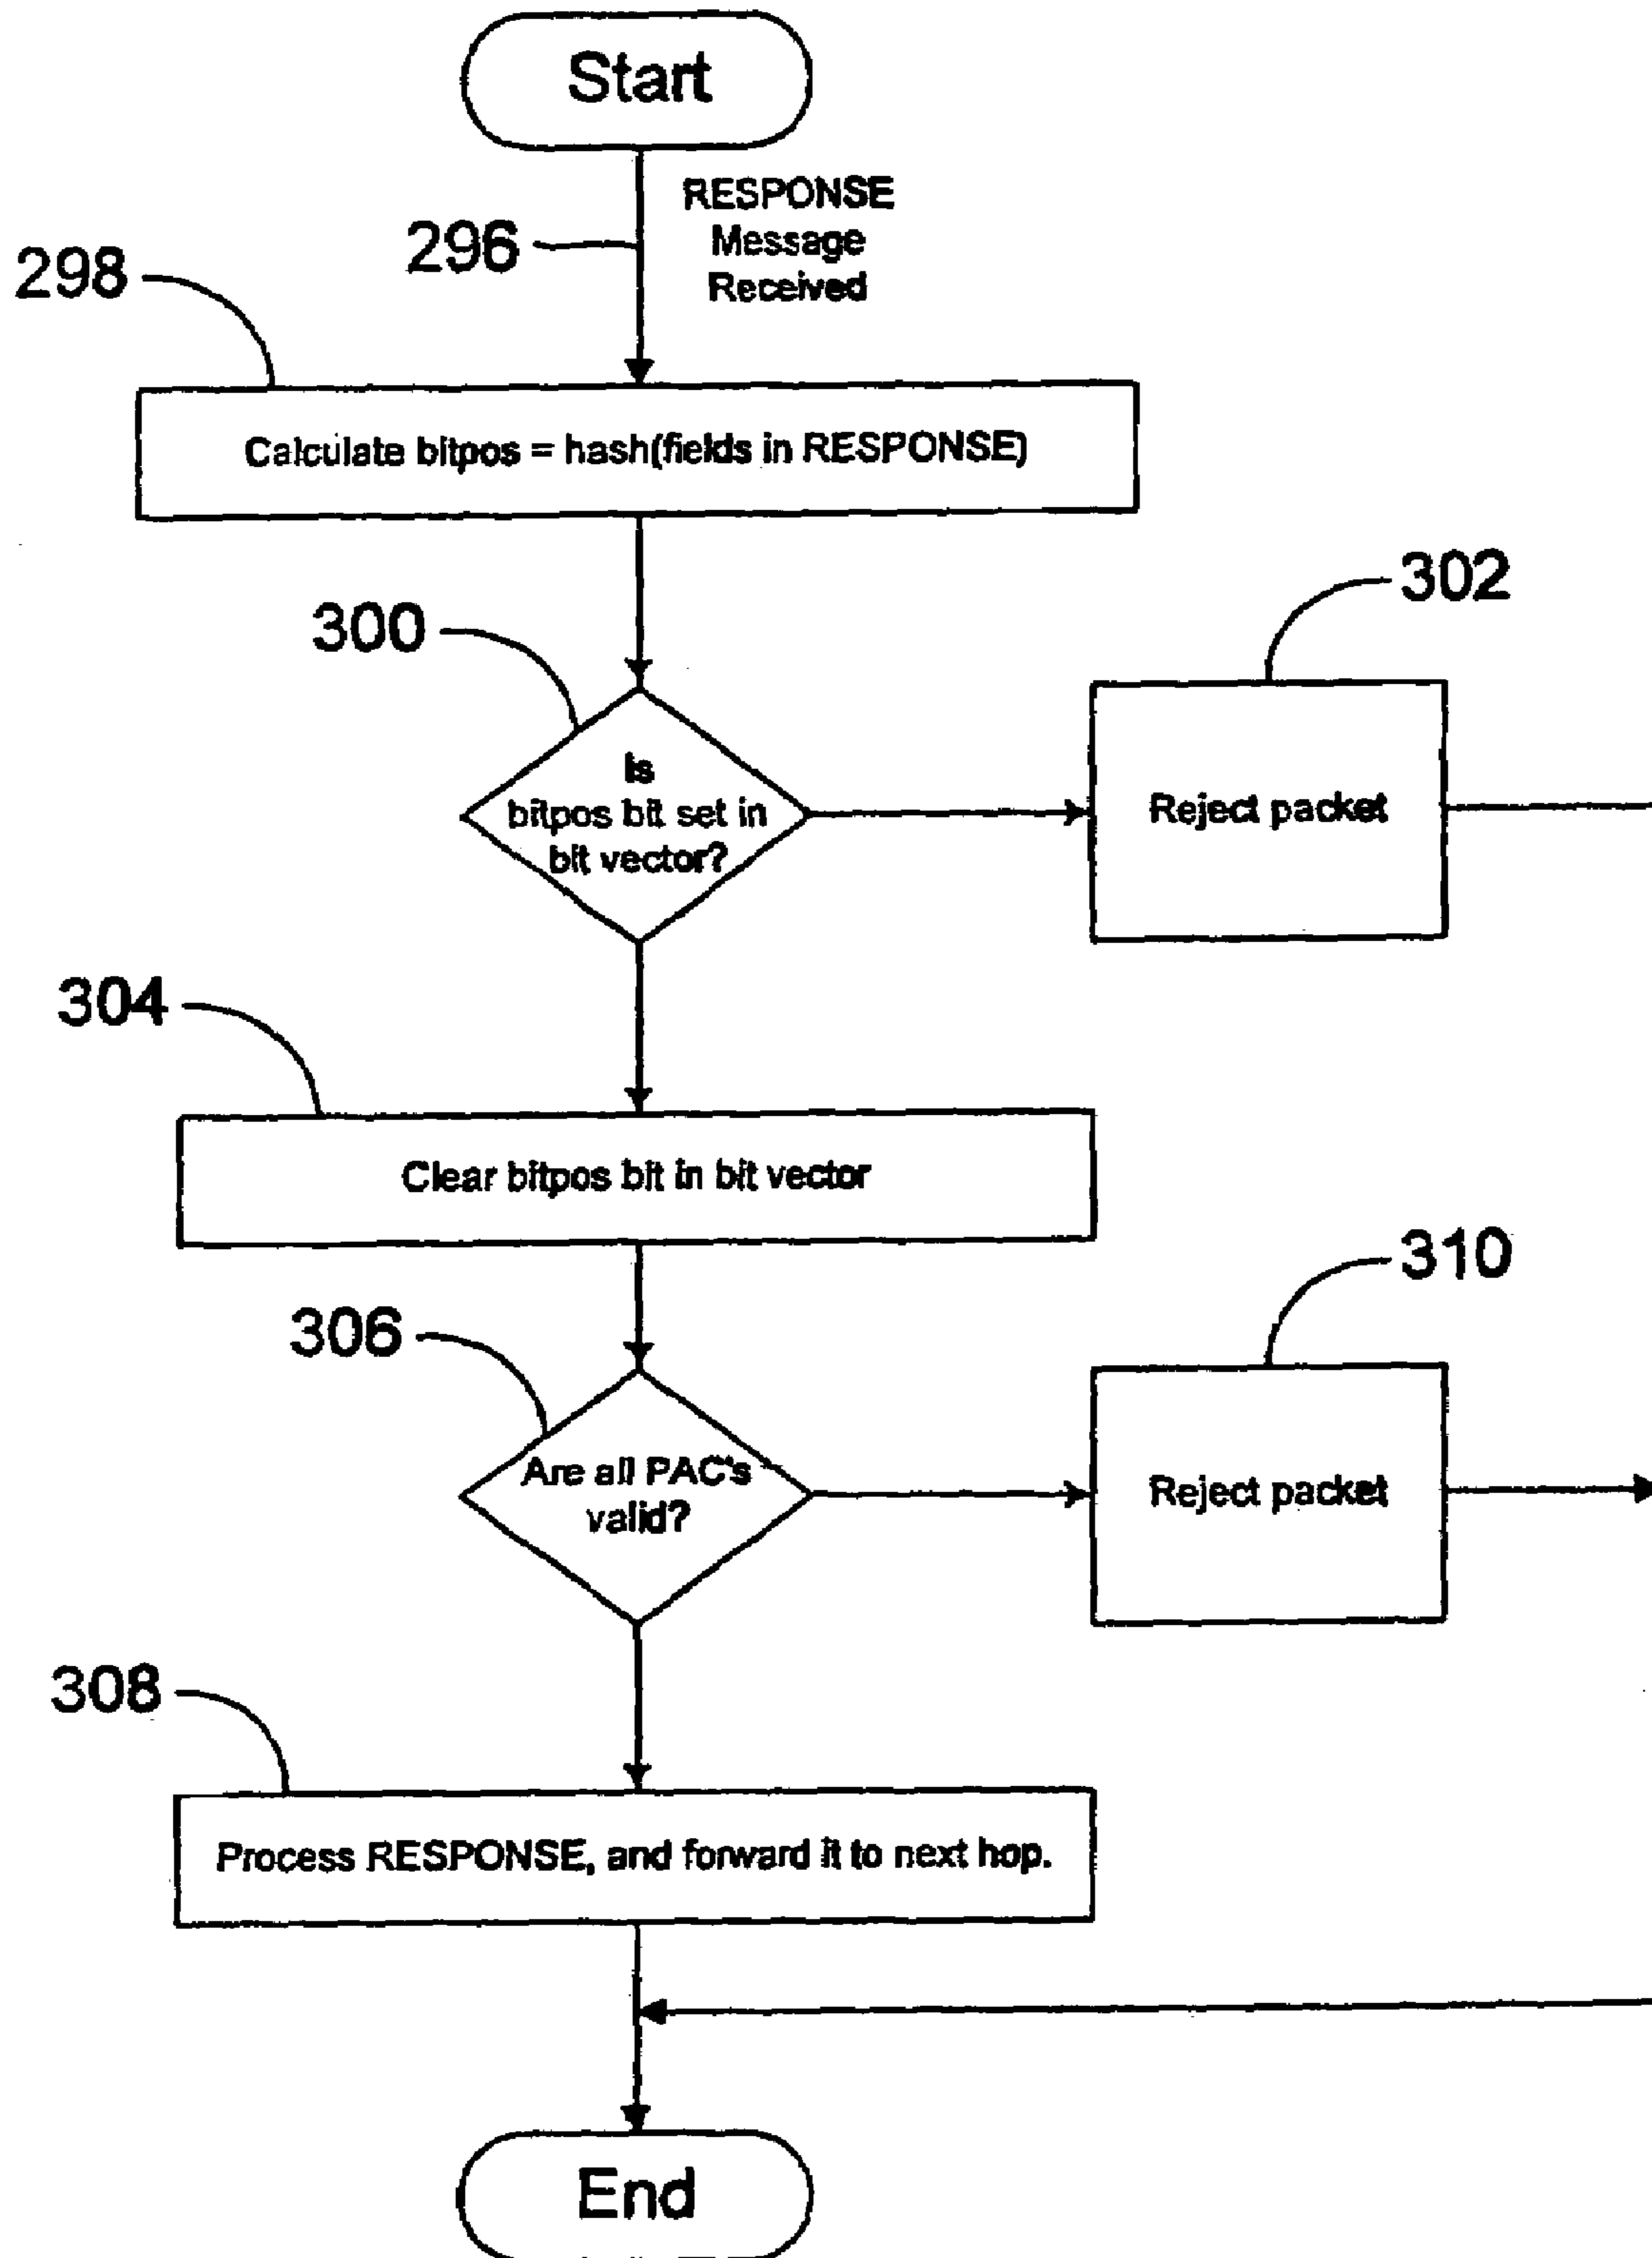 Start
RESPONSE
Message
Received
296
298
Calculate bitpos = hash(fields in RESPONSE)
300
302
Is
bitpos bit set in
bit vector?
Reject packet
304
Clear bitpos bit in bit vector
306
310
Are all PAC's
valid?
Reject packet
308
Process RESPONSE, and forward it to next hop.
End